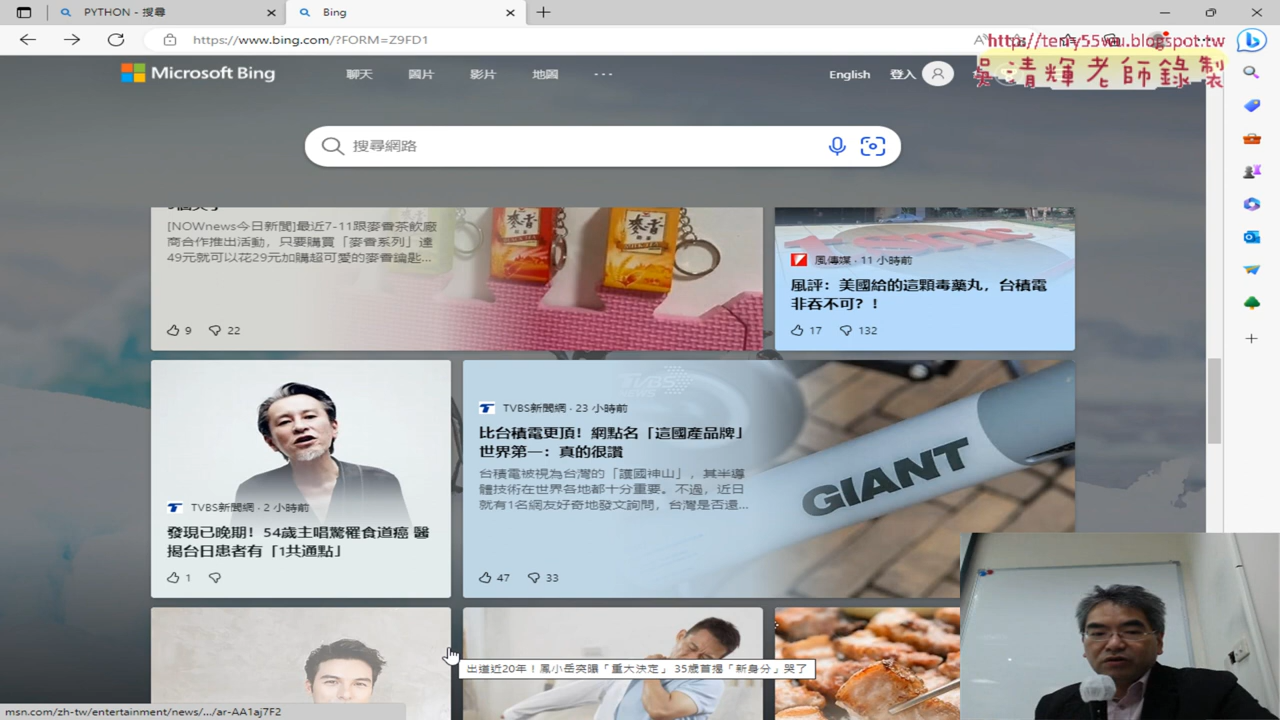 PYTHON - 搜尋
Bing
https://www.bing.com/?FORM=Z9FD1
http//terry55wu.blogspot.tw
吳清輝老師錄製
Microsoft Bing
聊天
圖片
影片
地圖
English
登入
搜尋網路
[NOWnews今日新聞]最近7-11跟麥香茶飲廠
商合作推出活動，只要購買「麥香系列」達
49元就可以花29元加購超可愛的麥香鑰匙...
9
22
麥香
麥香
風傳媒 · 11 小時前
風評：美國給的這顆毒藥丸，台積電
非吞不可？！
17
132
TVBS新聞網 · 2 小時前
發現已晚期！54歲主唱驚罹食道癌 醫
揭台日患者有「1共通點」
1
TVBS
NEWS
TVBS新聞網 · 23 小時前
比台積電更頂！網點名「這國產品牌」
世界第一：真的很讚
台積電被視為台灣的「護國神山」，其半導
體技術在世界各地都十分重要。不過，近日
就有1名網友好奇地發文詢問，台灣是否還...
47
33
GIANT
出道近20年！鳳小岳突曝「重大決定」 35歲首揭「新身分」哭了
msn.com/zh-tw/entertainment/news/.../ar-AA1aj7F2